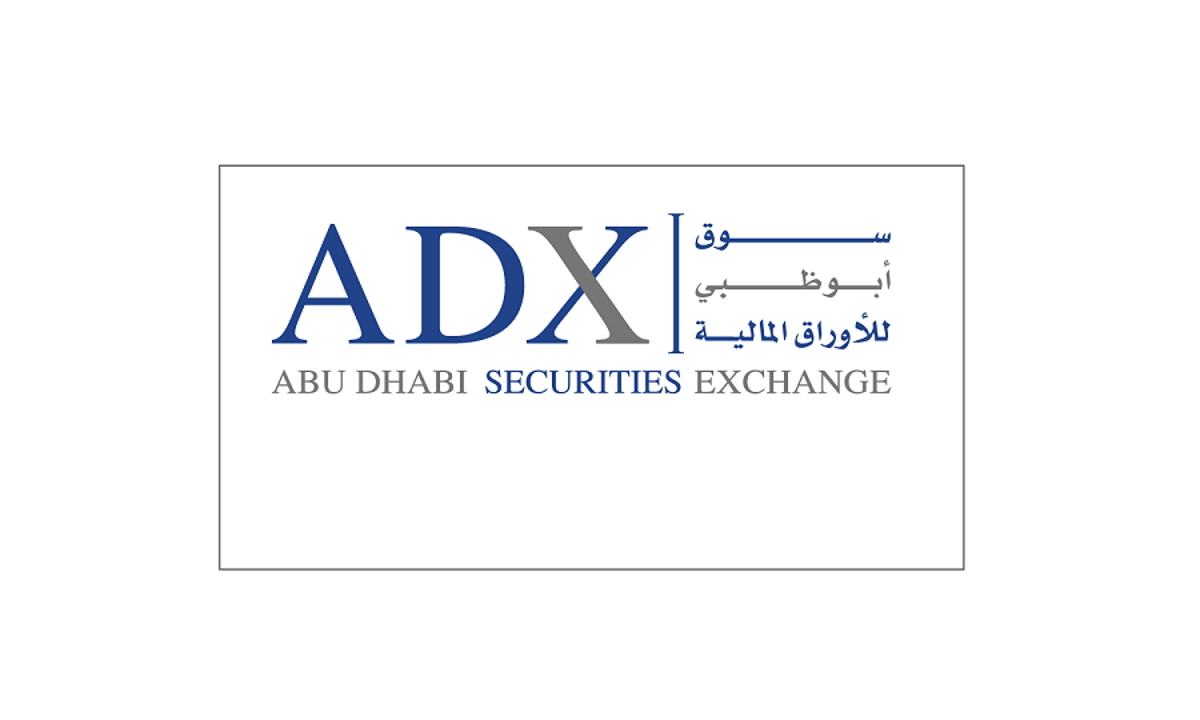 ADX
سوق
أبوظبي
للأوراق المالية
ABU DHABI SECURITIES EXCHANGE